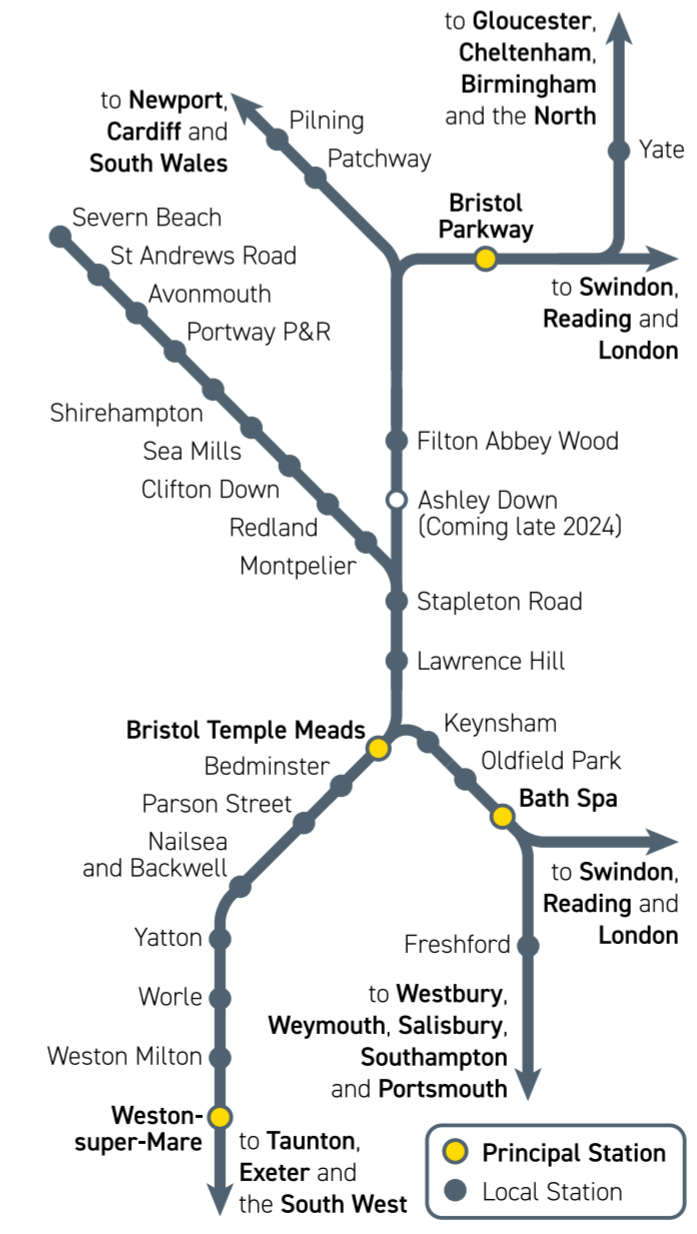 to Gloucester,
Cheltenham,
Birmingham
and the North
Yate
to Newport,
Cardiff and
South Wales
Pilning
Patchway
Bristol
Parkway
to Swindon,
Reading and
London
Severn Beach
St Andrews Road
Avonmouth
Portway P&R
Shirehampton
Sea Mills
Clifton Down
Redland
Montpelier
Filton Abbey Wood
Ashley Down
(Coming late 2024)
Stapleton Road
Lawrence Hill
Bristol Temple Meads
Bedminster
Parson Street
Nailsea
and Backwell
Yatton
Worle
Weston Milton
Weston-
super-Mare
to Taunton,
Exeter and
the South West
Keynsham
Oldfield Park
Bath Spa
to Swindon,
Reading and
London
Freshford
to Westbury,
Weymouth, Salisbury,
Southampton
and Portsmouth
Principal Station
Local Station